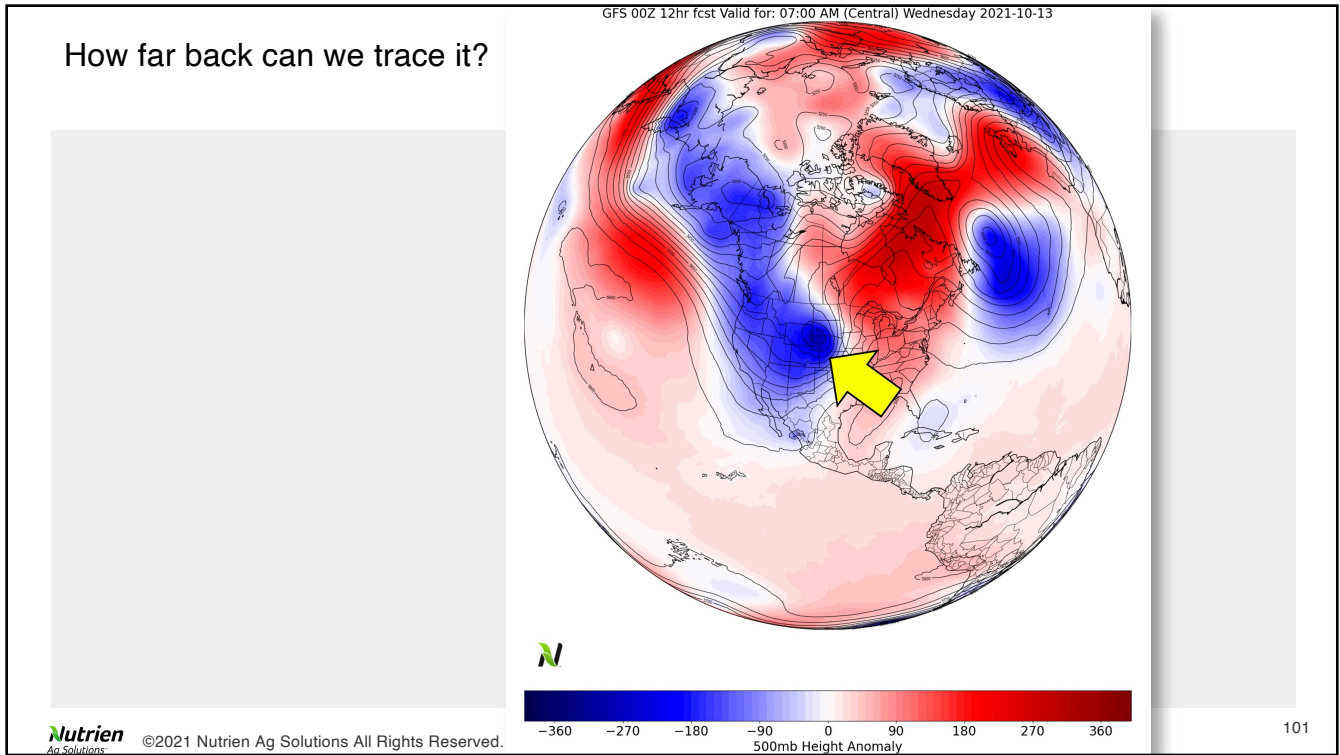 GFS 00Z 12hr fcst Valid for: 07:00 AM (Central) Wednesday 2021-10-13
How far back can we trace it?
−360 −270 −180 −90 0 90 180 270 360
500mb Height Anomaly
Nutrien
Ag Solutions™
©2021 Nutrien Ag Solutions All Rights Reserved.
101